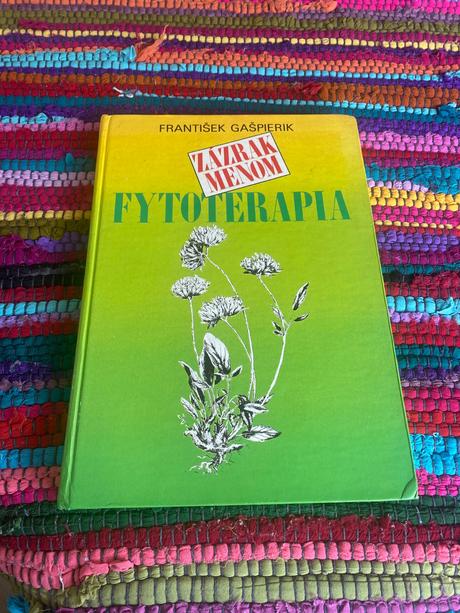 FRANTIŠEK GAŠPIERIK
ZÁZRAK
MENOM
FYTOTERAPIA